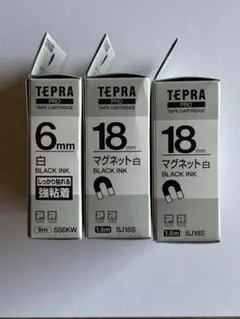 TEPRA
PRO
TAPE CARTRIDGE
6mm
白
BLACK INK
しっかり貼れる
強粘着
8m
SS6KW
TEPRA
PRO
TAPE CARTRIDGE
18mm
マグネット白
BLACK INK
1.5m
SJ18S
TEPRA
PRO
TAPE CARTRIDGE
18mm
マグネット白
BLACK INK
1.5m
SJ18S